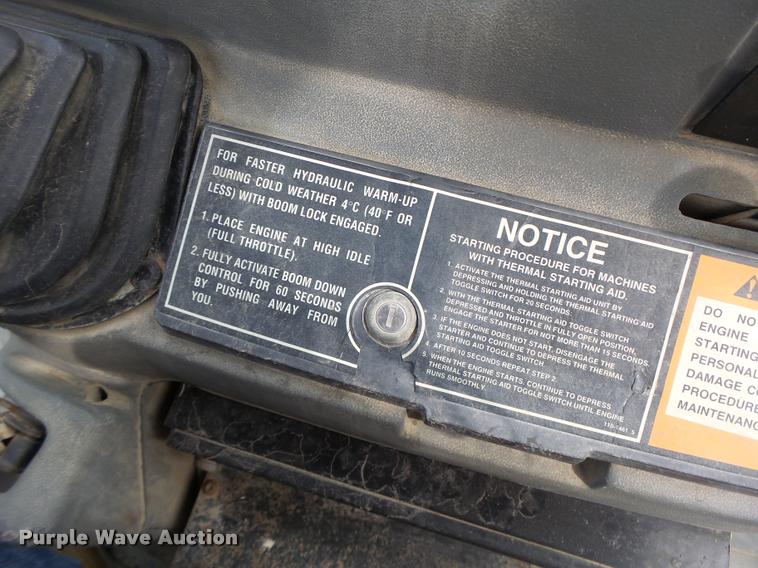 FOR FASTER HYDRAULIC WARM-UP
DURING COLD WEATHER 4°C (40°F OR
LESS) WITH BOOM LOCK ENGAGED.
1. PLACE ENGINE AT HIGH IDLE
(FULL THROTTLE).
2. FULLY ACTIVATE BOOM DOWN
CONTROL FOR 60 SECONDS
BY PUSHING AWAY FROM
YOU.
NOTICE
STARTING PROCEDURE FOR MACHINES
WITH THERMAL STARTING AID.
1. ACTIVATE THE THERMAL STARTING AID UNIT BY
DEPRESSING AND HOLDING THE THERMAL STARTING AID
TOGGLE SWITCH FOR 20 SECONDS.
2. WITH THE THERMAL STARTING AID TOGGLE SWITCH
DEPRESSED AND THROTTLE IN FULLY OPEN POSITION,
ENGAGE THE STARTER FOR NOT MORE THAN 15 SECONDS.
3. IF THE ENGINE DOES NOT START, DISENGAGE THE
STARTER AND CONTINUE TO DEPRESS THE THERMAL
STARTING AID TOGGLE SWITCH.
4. AFTER 10 SECONDS REPEAT STEP 2.
5. WHEN THE ENGINE STARTS, CONTINUE TO DEPRESS
THERMAL STARTING AID TOGGLE SWITCH UNTIL ENGINE
RUNS SMOOTHLY.
DO NO
ENGINE
STARTING
PERSONAL
DAMAGE CO
PROCEDURE
MAINTENANC
Purple Wave Auction